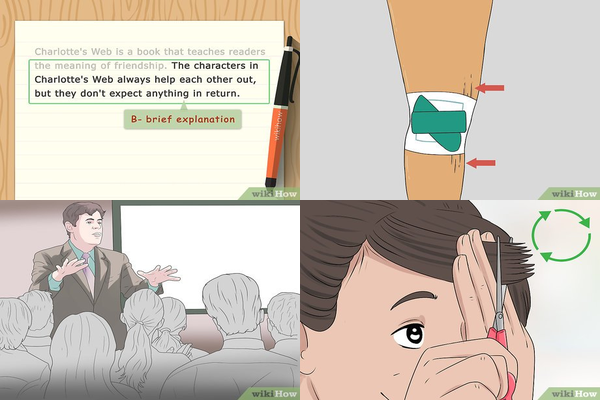 Charlotte's Web is a book that teaches readers
the meaning of friendship. The characters in
Charlotte's Web always help each other out,
but they don't expect anything in return.
B- brief explanation
wikiHow
wikiHow
wikiHow
wikiHow
wikiHow